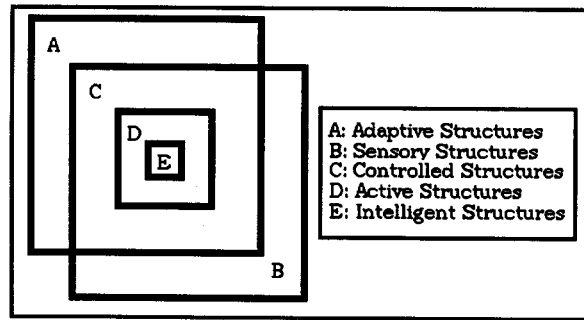 A
C
D
E
B
A: Adaptive Structures
B: Sensory Structures
C: Controlled Structures
D: Active Structures
E: Intelligent Structures